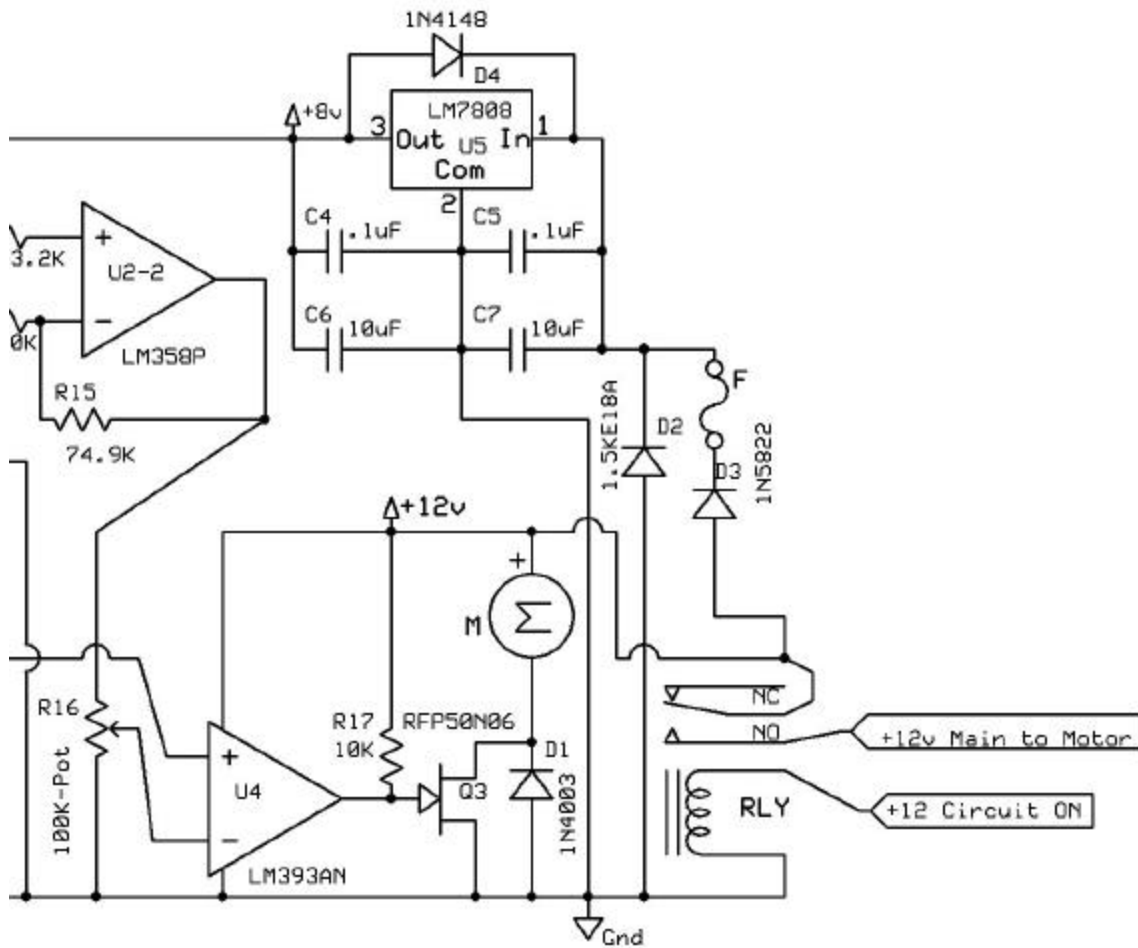 1N4148
D4
+8v
LM7808
3
Out
U5
In
1
Com
2
C4
.1uF
C5
.1uF
+
3.2K
U2-2
-
0K
LM358P
C6
10uF
C7
10uF
F
R15
74.9K
1.5KE18A
D2
D3
1N5822
+12v
+
M
Σ
NC
NO
+12v Main to Motor
R16
100K-Pot
R17
10K
RFP50N06
+
U4
-
Q3
D1
1N4003
RLY
+12 Circuit ON
LM393AN
Gnd